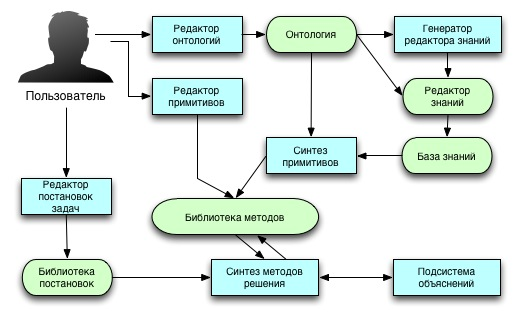 Редактор
онтологий
Онтология
Генератор
редактора знаний
Пользователь
Редактор
примитивов
Редактор
знаний
Синтез
примитивов
База знаний
Редактор
постановок
задач
Библиотека методов
Библиотека
постановок
Синтез методов
решения
Подсистема
объяснений